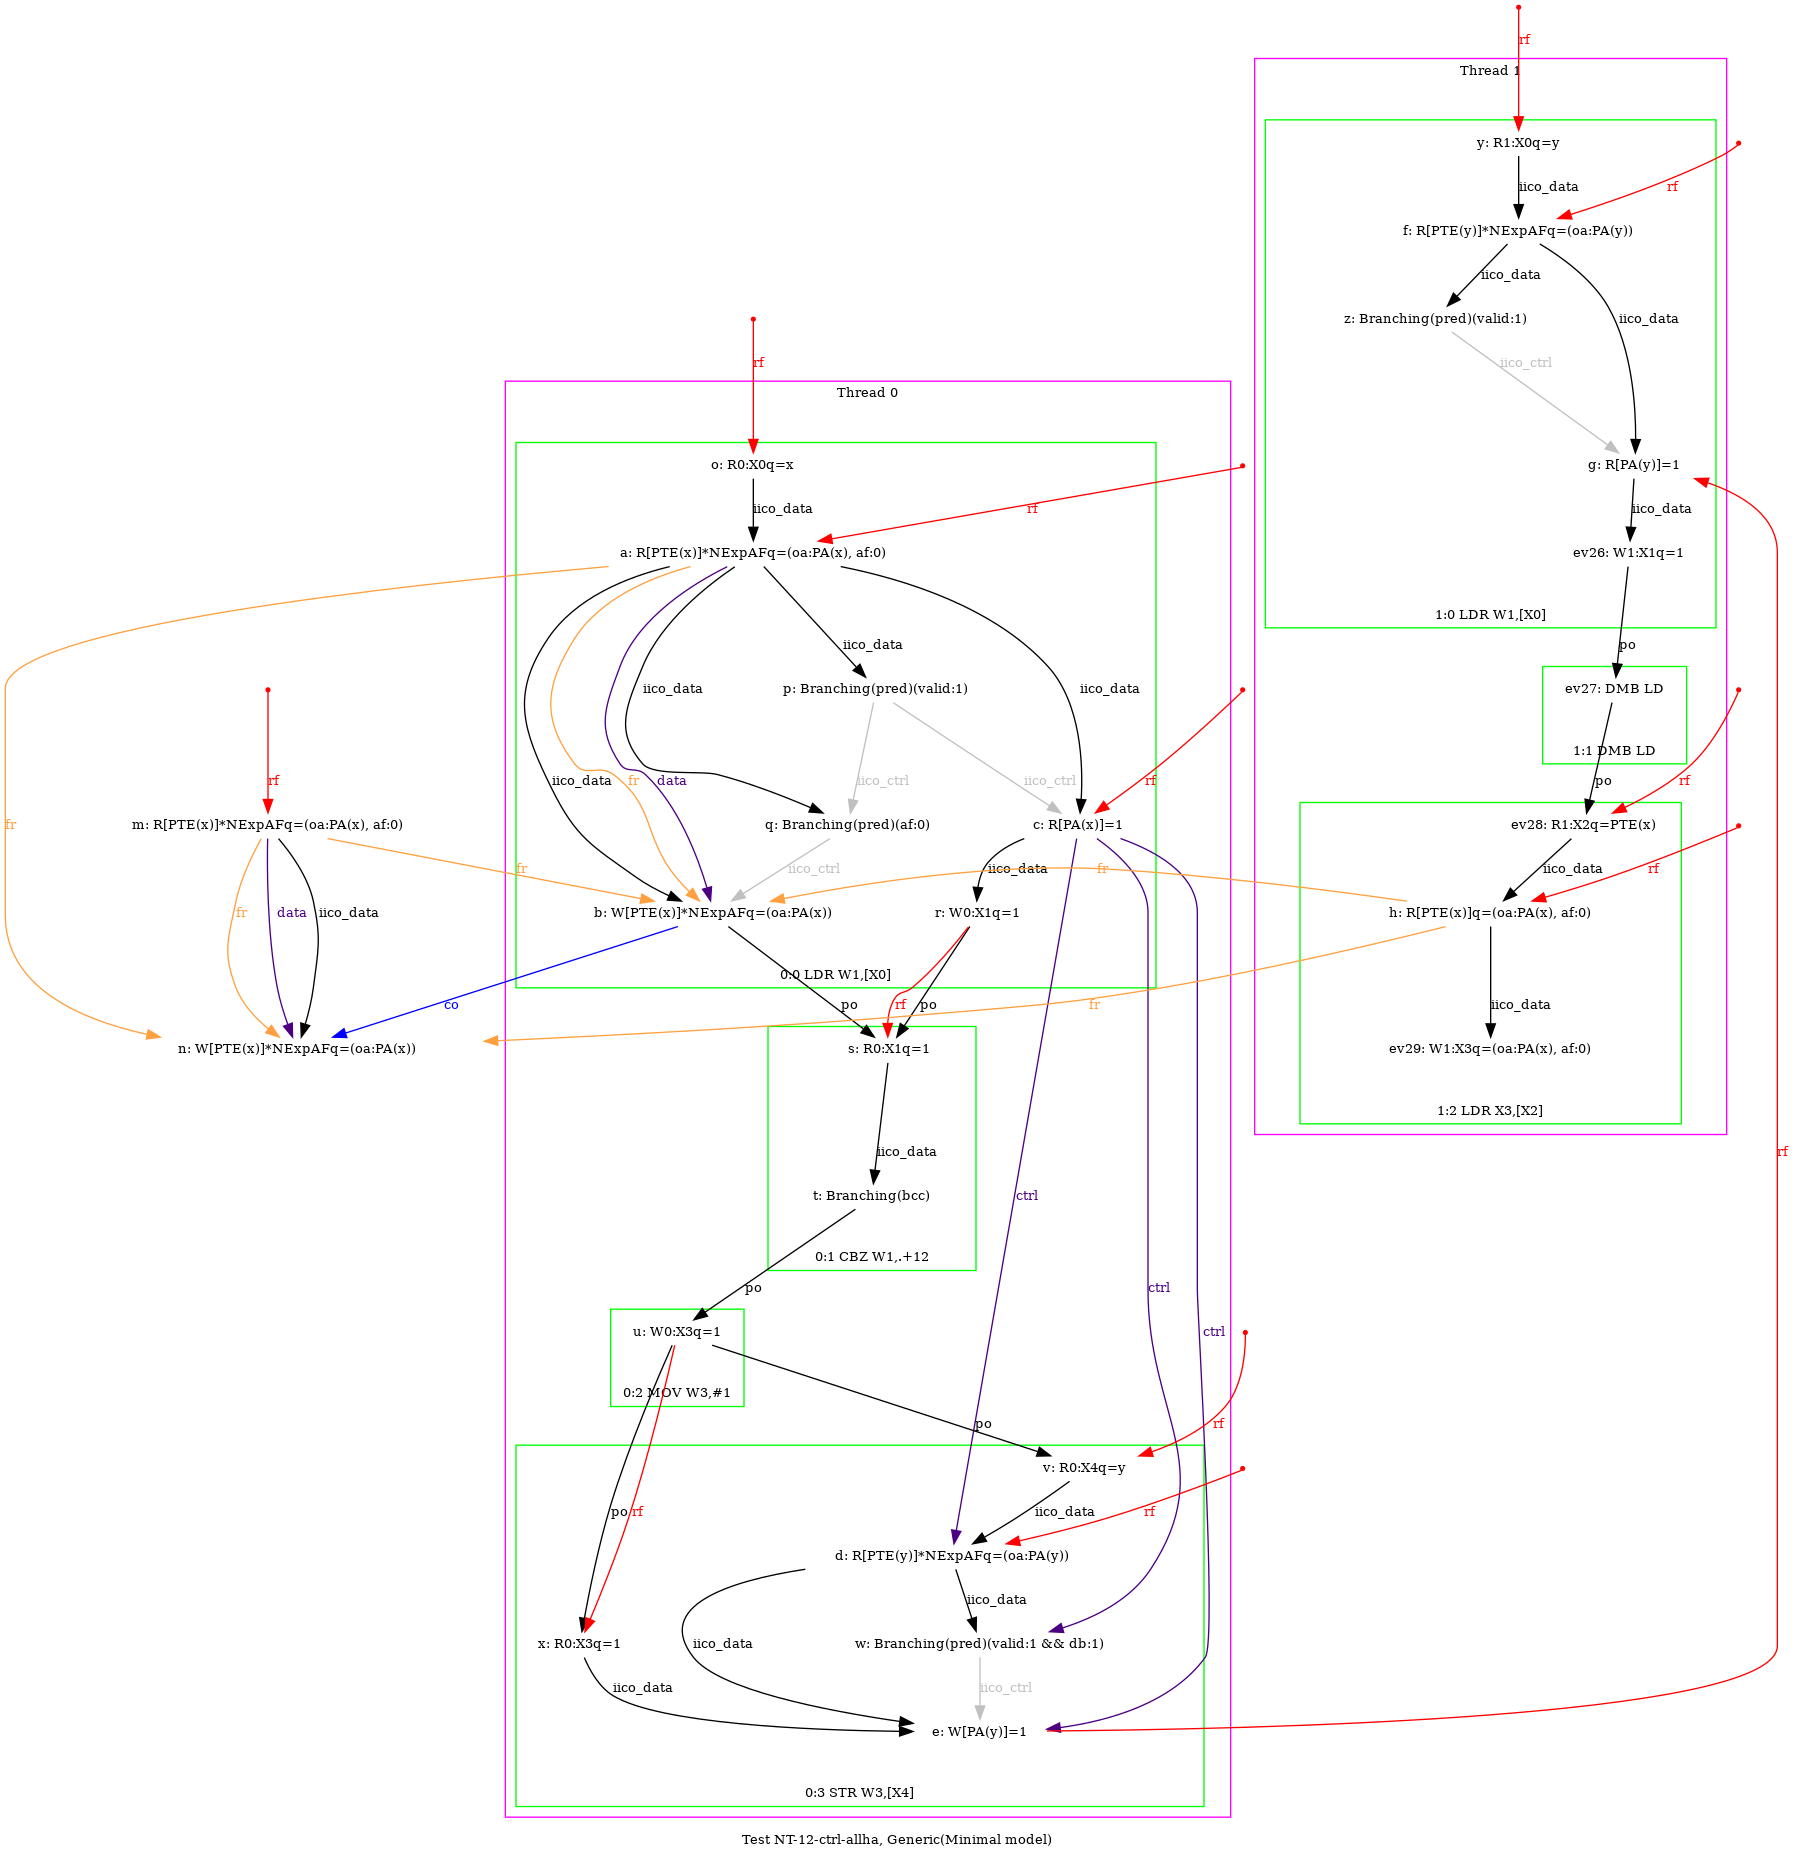 rf
Thread 1
y: R1:X0q=y
rf
iico_data
f: R[PTE(y)]*NExpAFq=(oa:PA(y))
iico_data
z: Branching(pred)(valid:1)
iico_data
rf
iico_ctrl
Thread 0
o: R0:X0q=x
g: R[PA(y)]=1
iico_data
rf
iico_data
a: R[PTE(x)]*NExpAFq=(oa:PA(x), af:0)
ev26: W1:X1q=1
1:0 LDR W1,[X0]
iico_data
po
iico_data
p: Branching(pred)(valid:1)
iico_data
ev27: DMB LD
1:1 DMB LD
rf
iico_data
fr
data
iico_ctrl
iico_ctrl
rf
po
rf
fr
m: R[PTE(x)]*NExpAFq=(oa:PA(x), af:0)
q: Branching(pred)(af:0)
c: R[PA(x)]=1
ev28: R1:X2q=PTE(x)
fr
iico_ctrl
iico_data
fr
iico_data
rf
fr
data
iico_data
b: W[PTE(x)]*NExpAFq=(oa:PA(x))
r: W0:X1q=1
h: R[PTE(x)]q=(oa:PA(x), af:0)
0:0 LDR W1,[X0]
co
po
rf
po
fr
iico_data
n: W[PTE(x)]*NExpAFq=(oa:PA(x))
s: R0:X1q=1
ev29: W1:X3q=(oa:PA(x), af:0)
1:2 LDR X3,[X2]
iico_data
rf
t: Branching(bcc)
ctrl
0:1 CBZ W1,.+12
po
ctrl
u: W0:X3q=1
ctrl
0:2 MOV W3,#1
po
rf
v: R0:X4q=y
po
rf
iico_data
rf
d: R[PTE(y)]*NExpAFq=(oa:PA(y))
iico_data
x: R0:X3q=1
iico_data
w: Branching(pred)(valid:1 && db:1)
iico_data
iico_ctrl
e: W[PA(y)]=1
0:3 STR W3,[X4]
Test NT-12-ctrl-allha, Generic(Minimal model)